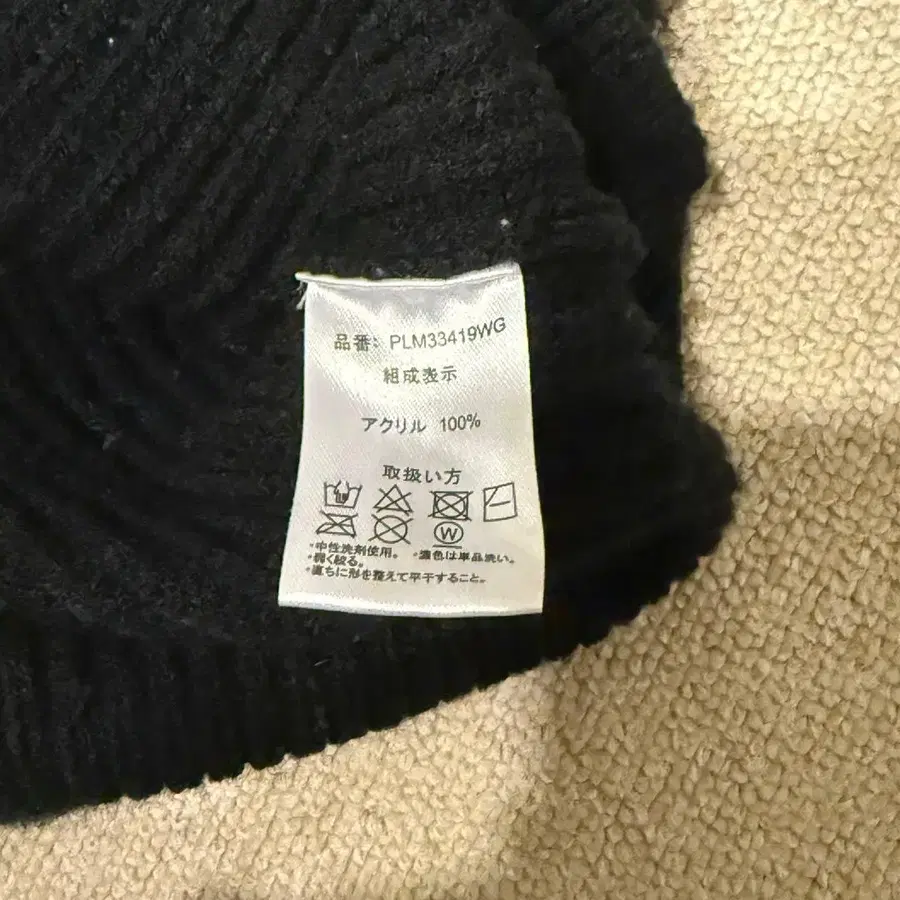 品番: PLM33419WG
組成表示
アクリル 100%
取扱い方
W
*中性洗剤使用。 *濃色は単品洗い。
*弱く絞る。
*直ちに形を整えて平干すること。